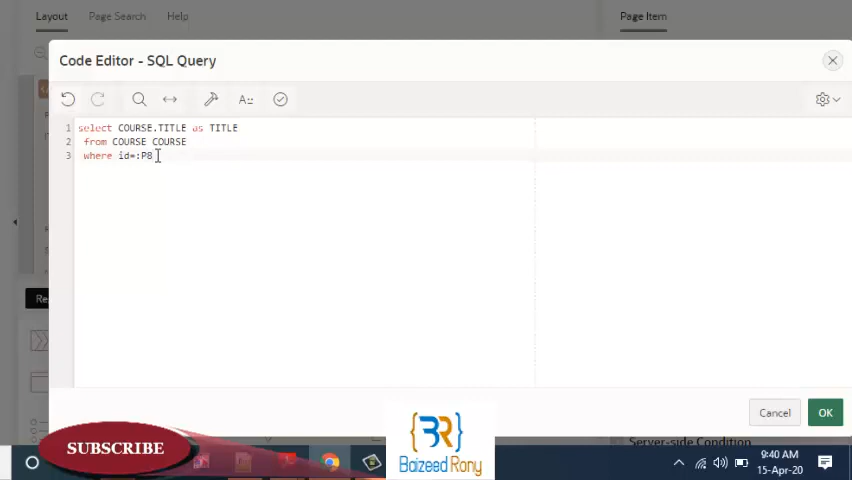 Layout
Page Search
Help
Page Item
Code Editor - SQL Query
1 select COURSE.TITLE as TITLE
2 from COURSE COURSE
3 where id=:P8
Cancel
OK
Server-side Condition
SUBSCRIBE
{BR}
Baizeed Rony
9:40 AM
15-Apr-20